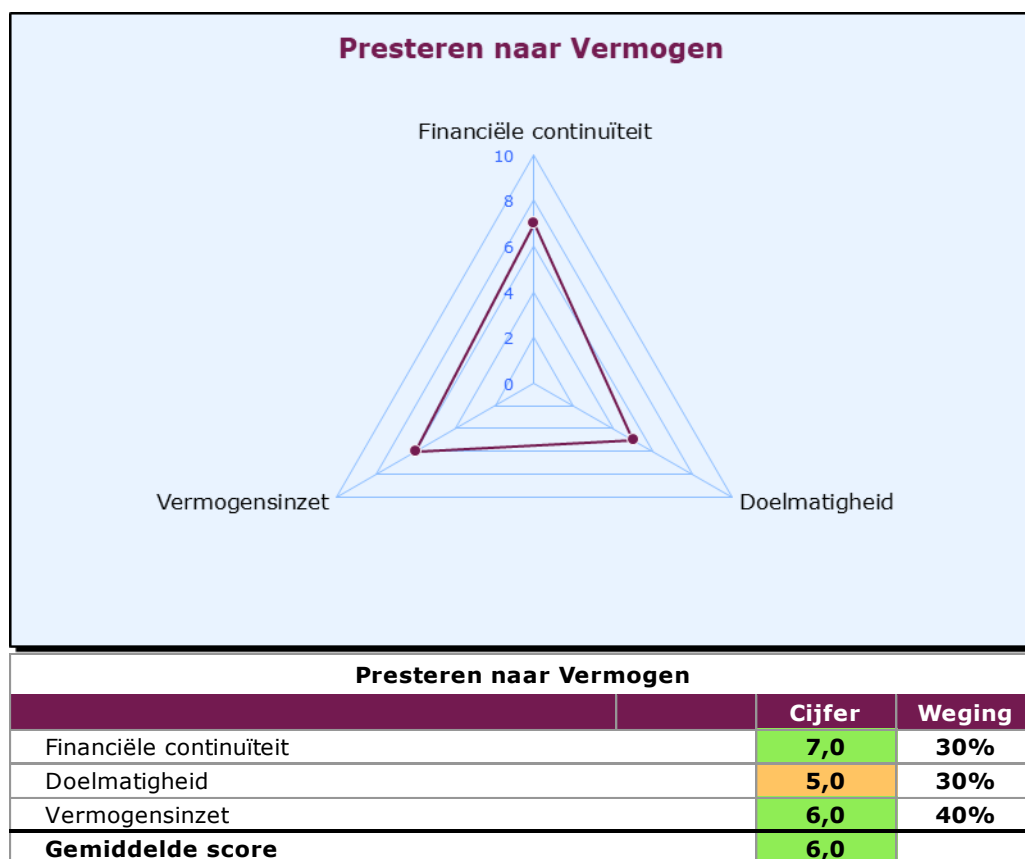 Presteren naar Vermogen
Financiële continuïteit
10
8
6
4
2
0
Vermogensinzet
Doelmatigheid
Presteren naar Vermogen
Cijfer Weging
Financiële continuïteit 7,0 30%
Doelmatigheid 5,0 30%
Vermogensinzet 6,0 40%
Gemiddelde score 6,0